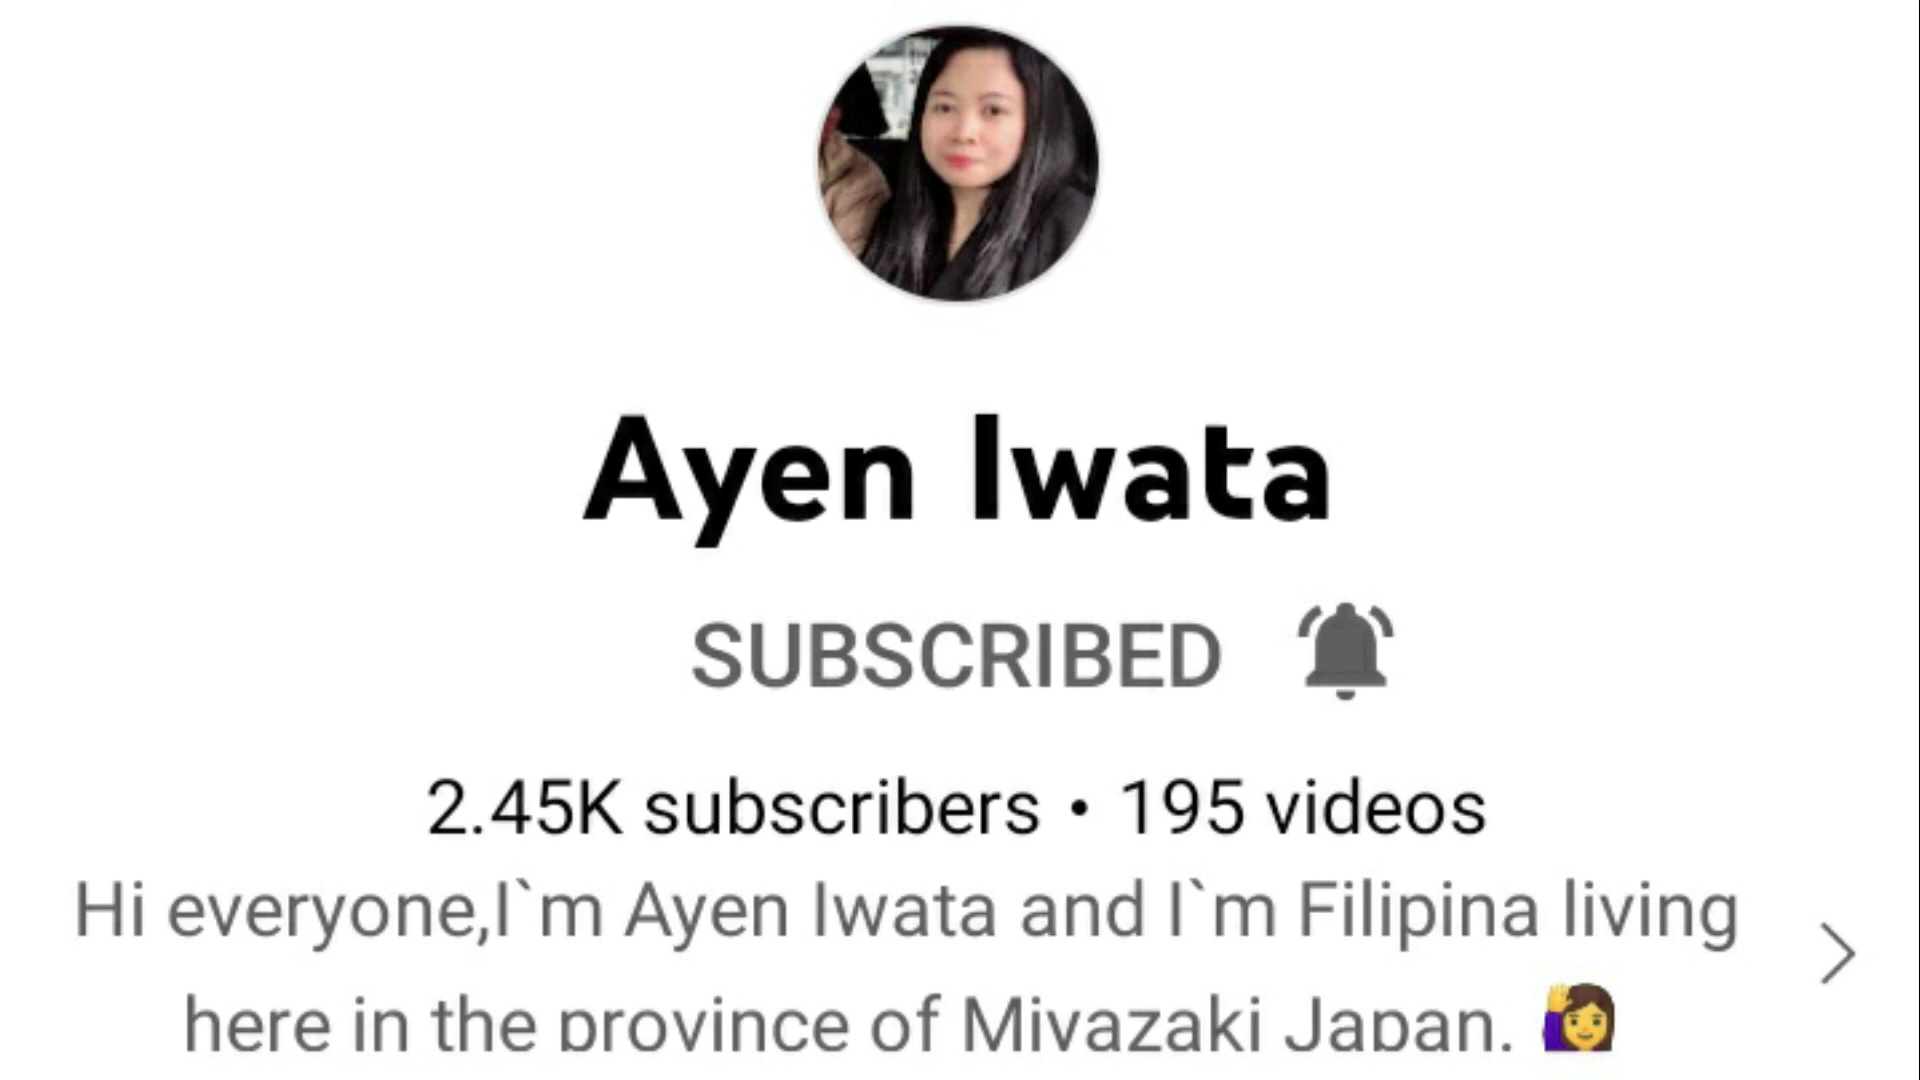 Ayen Iwata
SUBSCRIBED
2.45K subscribers • 195 videos
Hi everyone,I`m Ayen Iwata and I`m Filipina living
here in the province of Miyazaki Japan. 🙋‍♀️